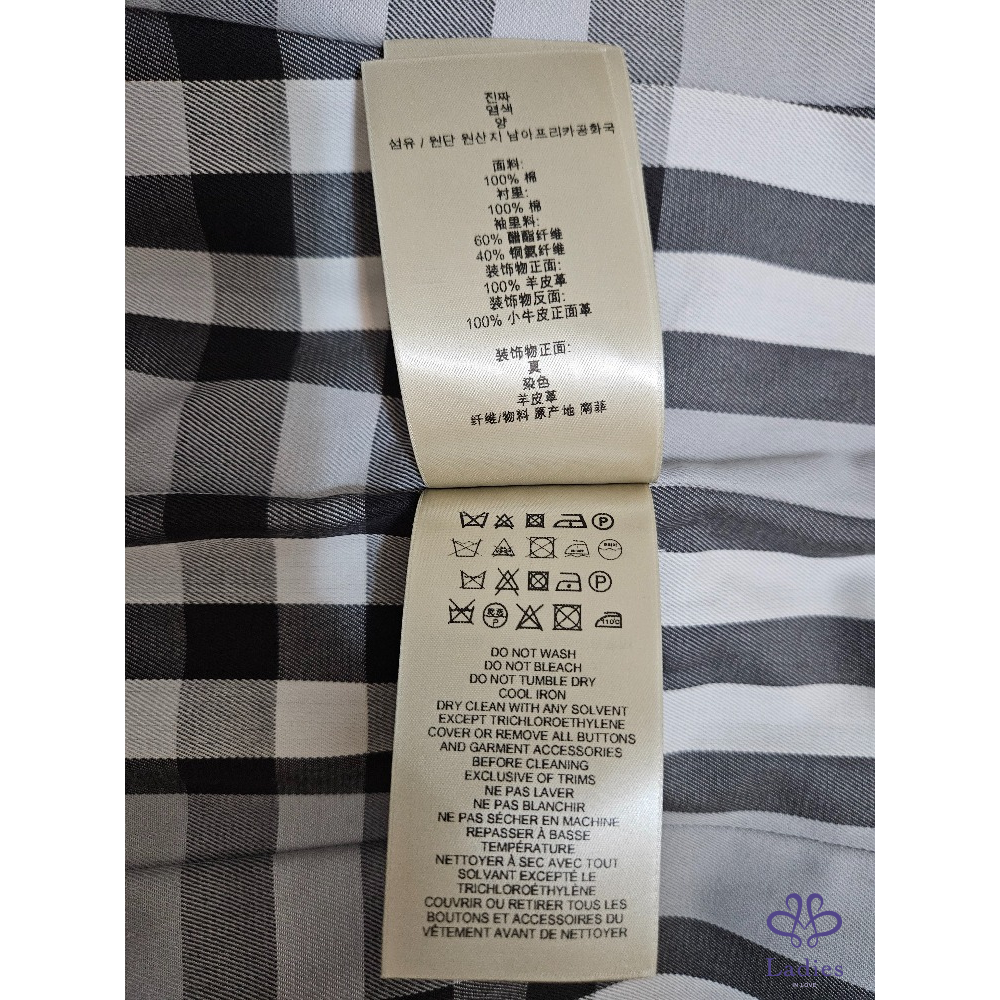 진짜
염색
양
섬유 / 원단 원산지 남아프리카공화국
面料:
100% 棉
衬里:
100% 棉
袖里料:
60% 醋酯纤维
40% 铜氨纤维
装饰物正面:
100% 羊皮革
装饰物反面:
100% 小牛皮正面革
装饰物正面:
真
染色
羊皮革
纤维/物料 原产地 南菲
P
P
P
110°C
DO NOT WASH
DO NOT BLEACH
DO NOT TUMBLE DRY
COOL IRON
DRY CLEAN WITH ANY SOLVENT
EXCEPT TRICHLOROETHYLENE
COVER OR REMOVE ALL BUTTONS
AND GARMENT ACCESSORIES
BEFORE CLEANING
EXCLUSIVE OF TRIMS
NE PAS LAVER
NE PAS BLANCHIR
NE PAS SÉCHER EN MACHINE
REPASSER À BASSE
TEMPÉRATURE
NETTOYER À SEC AVEC TOUT
SOLVANT EXCEPTÉ LE
TRICHLOROÉTHYLÈNE
COUVRIR OU RETIRER TOUS LES
BOUTONS ET ACCESSOIRES DU
VÊTEMENT AVANT DE NETTOYER
Ladies
IN LOVE